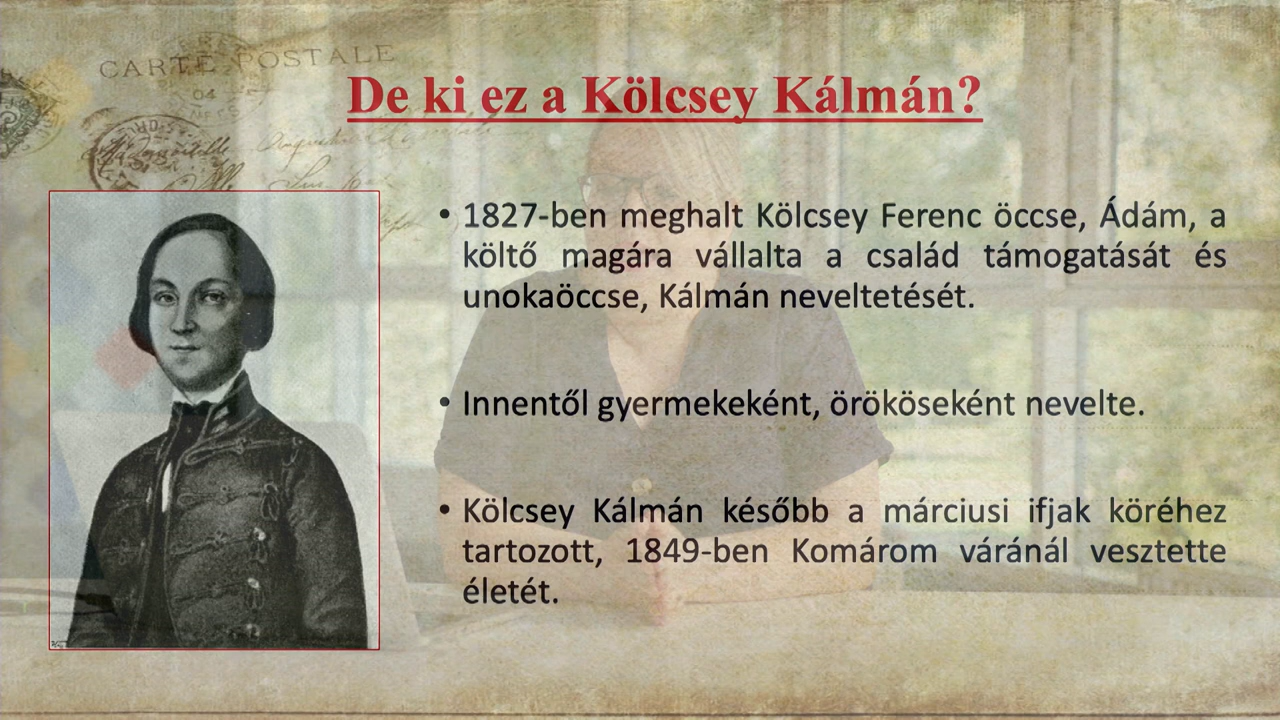 CARTE POSTALE
04
De ki ez a Kölcsey Kálmán?
• 1827-ben meghalt Kölcsey Ferenc öccse, Ádám, a
költő magára vállalta a család támogatását és
unokaöccse, Kálmán neveltetését.
• Innentől gyermekeként, örököseként nevelte.
• Kölcsey Kálmán később a márciusi ifjak köréhez
tartozott, 1849-ben Komárom váránál vesztette
életét.